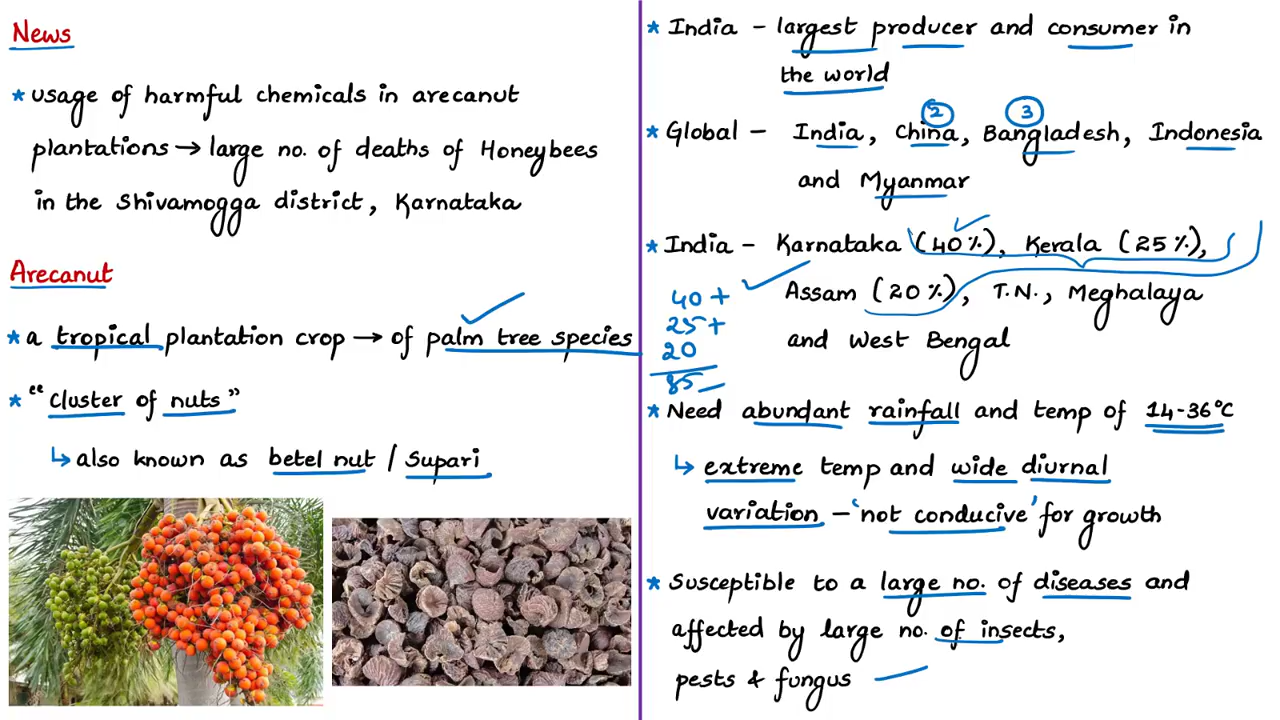 News
* usage of harmful chemicals in arecanut
plantations → large no. of deaths of Honeybees
in the Shivamogga district, Karnataka
Arecanut
* a tropical plantation crop → of palm tree species
* "Cluster of nuts"
↳ also known as betel nut / Supari
* India - largest producer and consumer in
the world
2 3
* Global - India, China, Bangladesh, Indonesia
and Myanmar
* India - Karnataka (40%), Kerala (25%),
Assam (20%), T.N., Meghalaya
and West Bengal
40 +
25 +
20
85
* Need abundant rainfall and temp of 14-36°C
↳ extreme temp and wide diurnal
variation - 'not conducive' for growth
* Susceptible to a large no. of diseases and
affected by large no. of insects,
pests & fungus